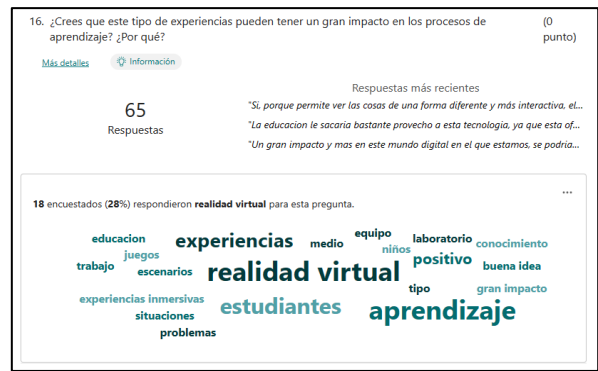 16. ¿Crees que este tipo de experiencias pueden tener un gran impacto en los procesos de
aprendizaje? ¿Por qué?
(0
punto)
Más detalles
Información
65
Respuestas
Respuestas más recientes
"Si, porque permite ver las cosas de una forma diferente y más interactiva, el...
"La educacion le sacaria bastante provecho a esta tecnologia, ya que esta of...
"Un gran impacto y mas en este mundo digital en el que estamos, se podria...
...
18 encuestados (28%) respondieron realidad virtual para esta pregunta.
educacion
experiencias
medio
equipo
niños
laboratorio
conocimiento
juegos
trabajo
escenarios
realidad virtual
positivo
buena idea
tipo
gran impacto
experiencias inmersivas
estudiantes
aprendizaje
situaciones
problemas